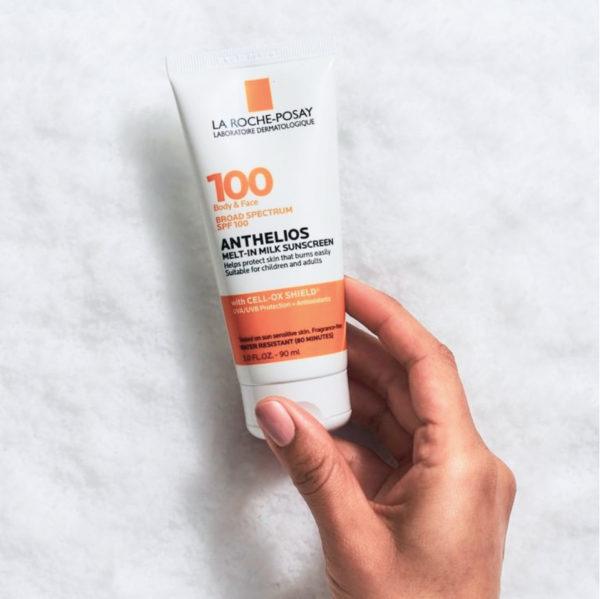 LA ROCHE-POSAY
LABORATOIRE DERMATOLOGIQUE
100
Body & Face
BROAD SPECTRUM
SPF 100
ANTHELIOS
MELT-IN MILK SUNSCREEN
Helps protect skin that burns easily
Suitable for children and adults
with CELL-OX SHIELD®
UVA/UVB Protection + Antioxidants
Tested on sun sensitive skin. Fragrance-free
WATER RESISTANT (80 MINUTES)
3.0 FL.OZ. - 90 ml